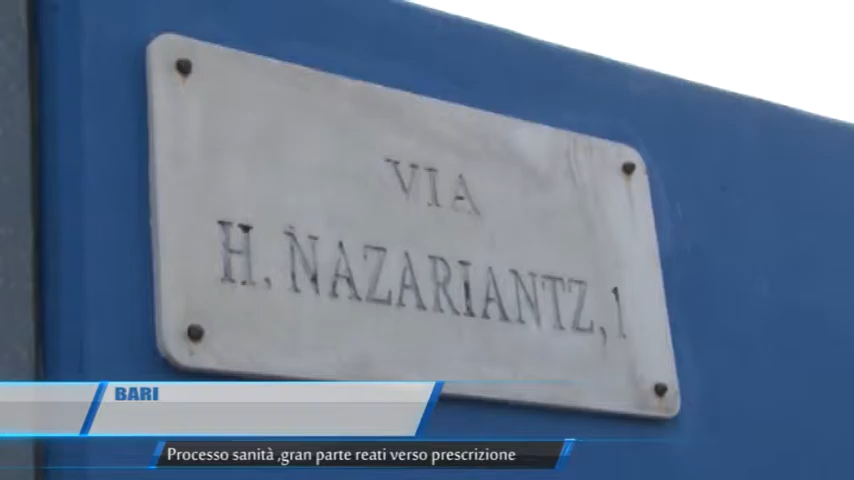 VIA
H. NAZARIANTZ, 1
BARI
Processo sanità ,gran parte reati verso prescrizione